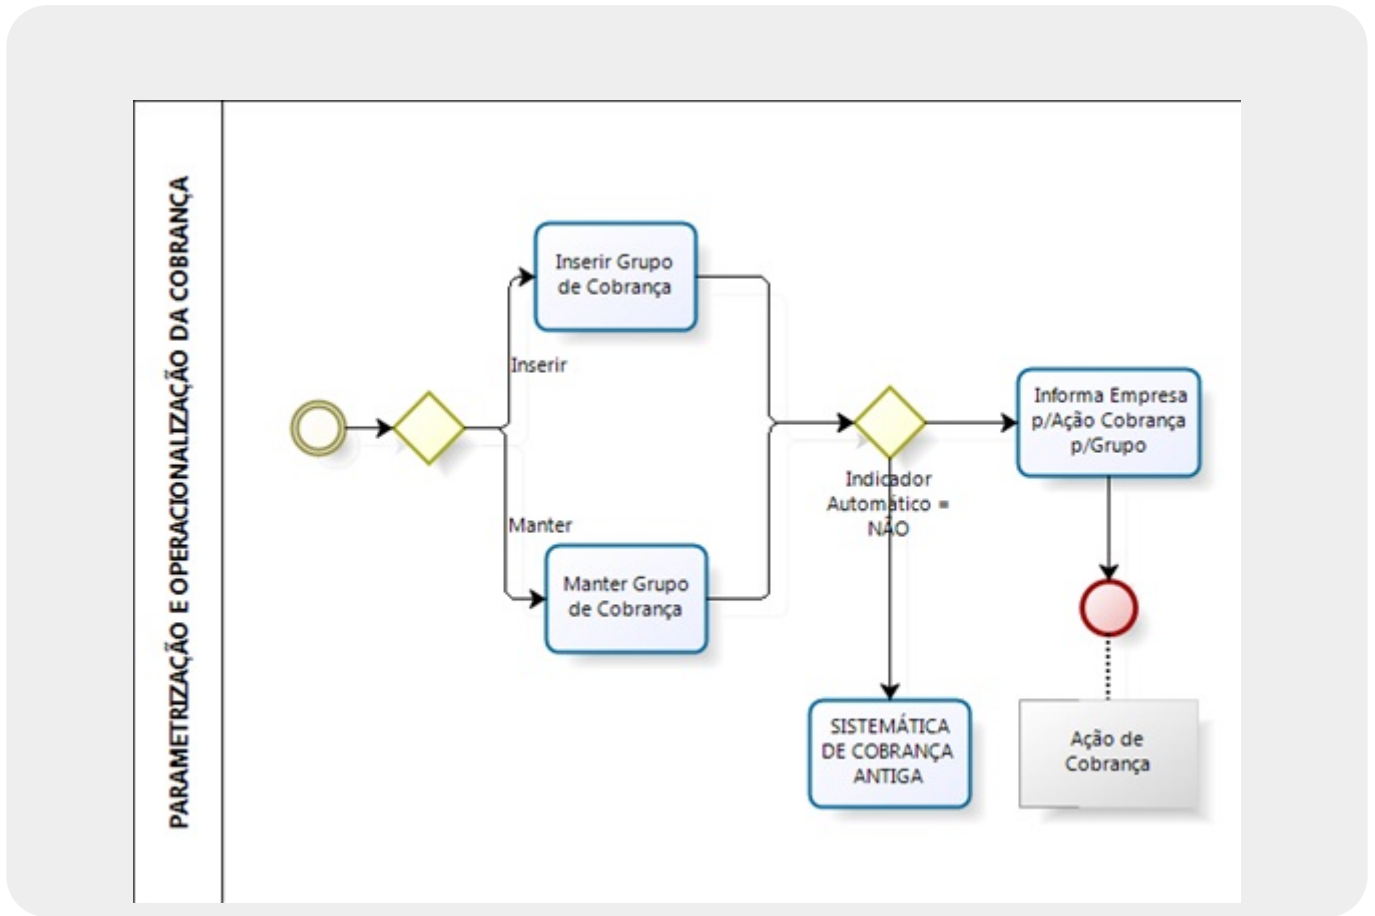 PARAMETRIZAÇÃO E OPERACIONALIZAÇÃO DA COBRANÇA
Inserir Grupo
de Cobrança
Inserir
Manter
Manter Grupo
de Cobrança
Indicador
Automático =
NÃO
Informa Empresa
p/Ação Cobrança
p/Grupo
SISTEMÁTICA
DE COBRANÇA
ANTIGA
Ação de
Cobrança